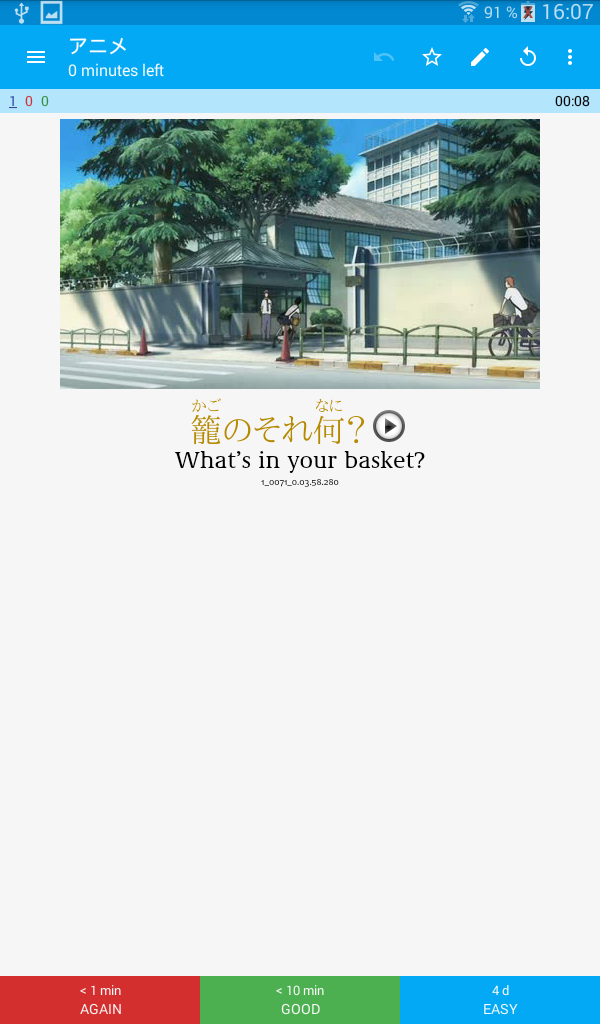 91 % 16:07
アニメ
0 minutes left
1 0 0 00:08
かご なに
籠のそれ何？
What's in your basket?
1_0071_0.03.58.280
< 1 min < 10 min 4 d
AGAIN GOOD EASY